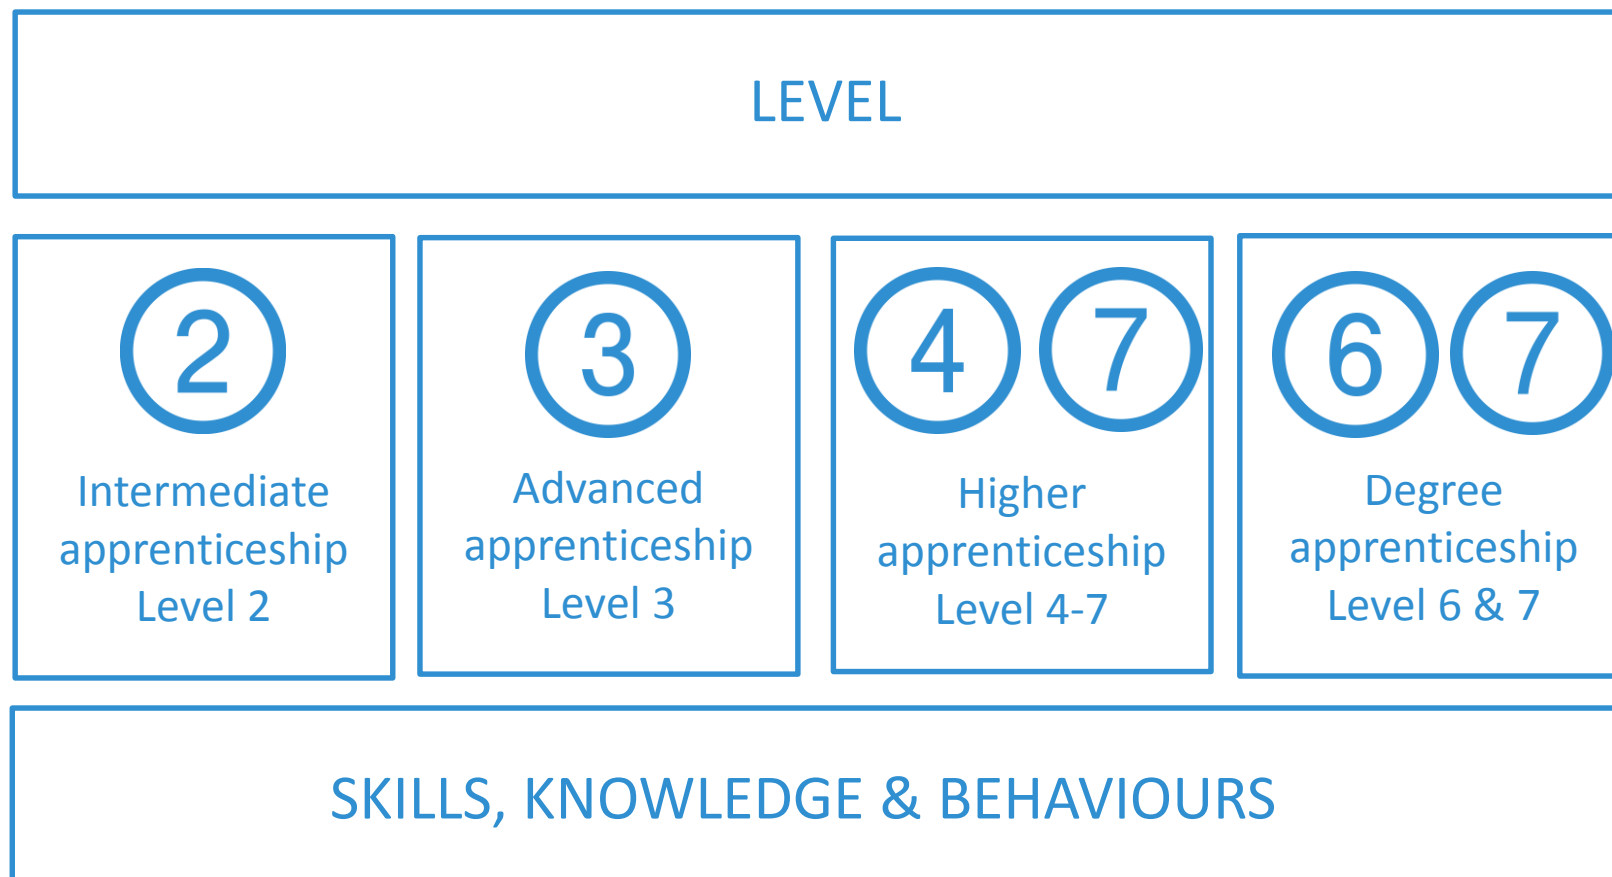 LEVEL
2
Intermediate
apprenticeship
Level 2
3
Advanced
apprenticeship
Level 3
4 7
Higher
apprenticeship
Level 4-7
6 7
Degree
apprenticeship
Level 6 & 7
SKILLS, KNOWLEDGE & BEHAVIOURS